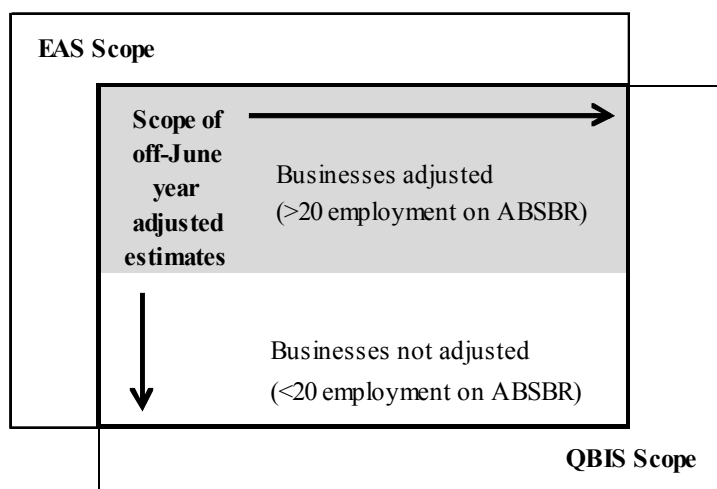 EAS Scope
Scope of
off-June
year
adjusted
estimates
Businesses adjusted
(>20 employment on ABSBR)
Businesses not adjusted
(<20 employment on ABSBR)
QBIS Scope